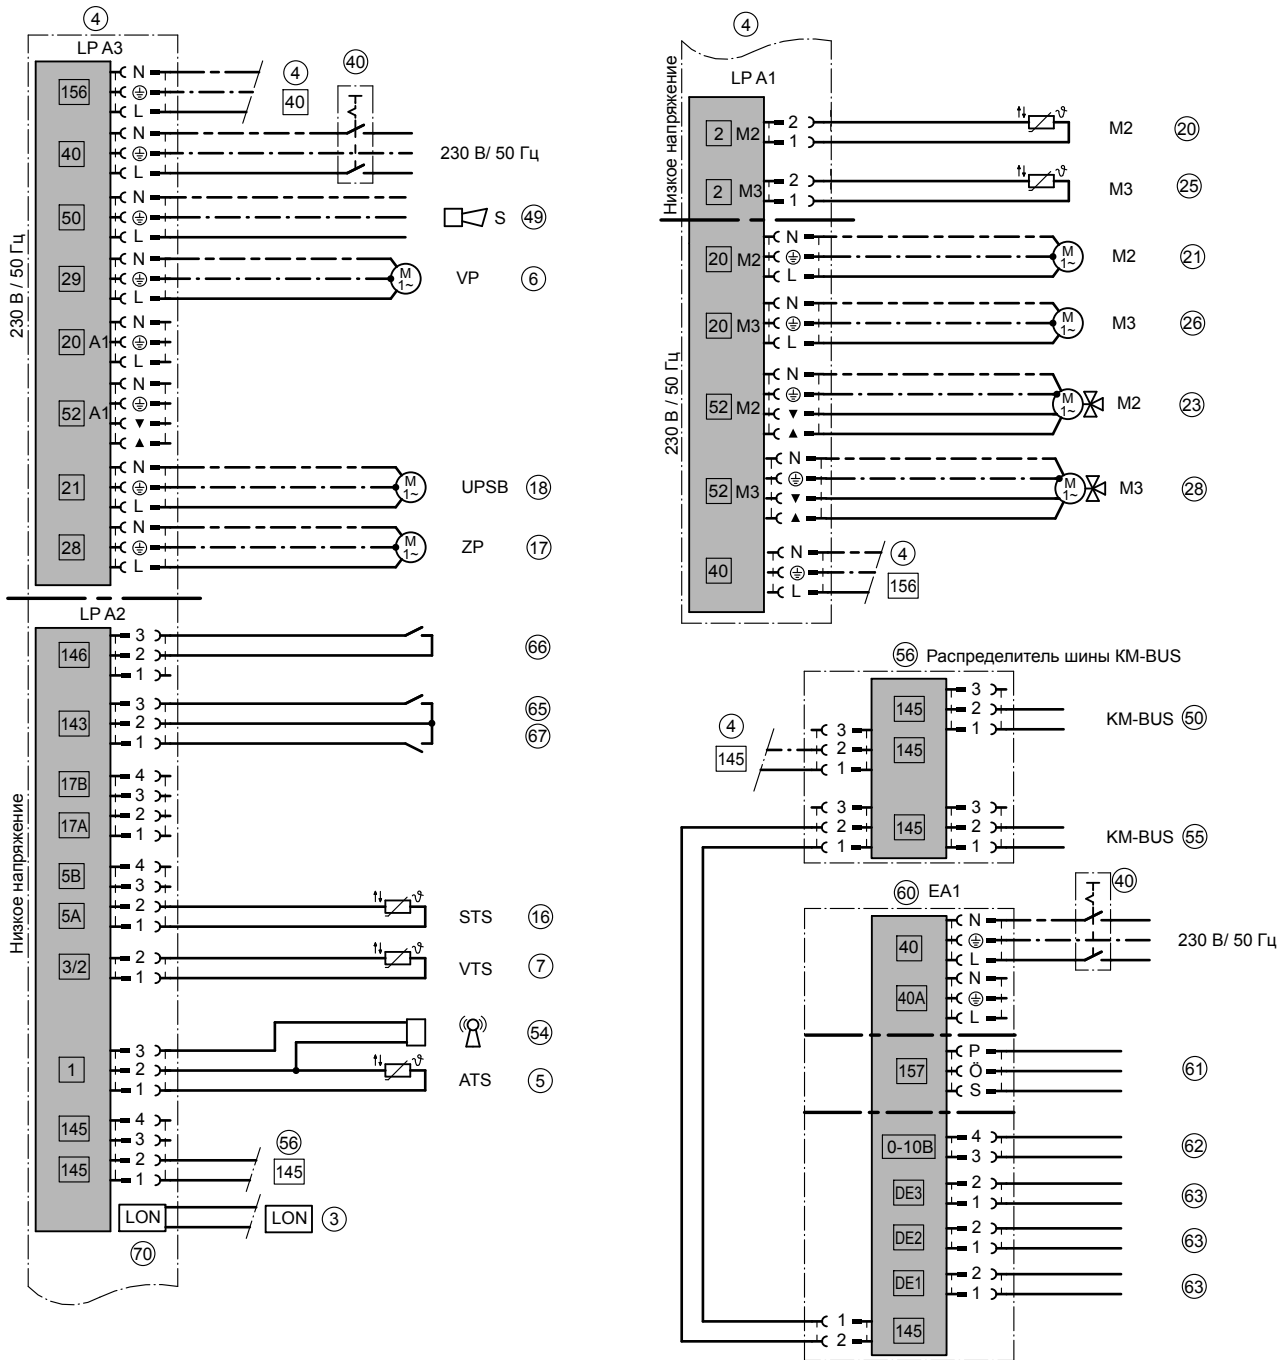 4
LP A3
230 В / 50 Гц
156 N L 4 40
40 N L 40 230 В/ 50 Гц
50 N L S 49
29 N L M 1~ VP 6
20 A1 N L
52 A1 N ▼ ▲
21 N L M 1~ UPSB 18
28 N L M 1~ ZP 17
LP A2
Низкое напряжение
146 3 2 1 66
143 3 2 1 65 67
17B 4 3
17A 2 1
5B 4 3
5A 2 1 STS 16
3/2 2 1 VTS 7
1 3 2 1 54 ATS 5
145 4 3
145 2 1 56 145
LON LON 3
70
4
LP A1
Низкое напряжение
2 M2 2 1 M2 20
2 M3 2 1 M3 25
230 В / 50 Гц
20 M2 N L M 1~ M2 21
20 M3 N L M 1~ M3 26
52 M2 N ▼ ▲ M 1~ M2 23
52 M3 N ▼ ▲ M 1~ M3 28
40 N L 4 156
56 Распределитель шины KM-BUS
145 3 2 1 KM-BUS 50
4 145 3 2 1 145
3 2 1 145 3 2 1 KM-BUS 55
60 EA1
40 N L 40 230 В/ 50 Гц
40A N L
157 P Ö S 61
0-10В 4 3 62
DE3 2 1 63
DE2 2 1 63
DE1 2 1 63
1 2 145